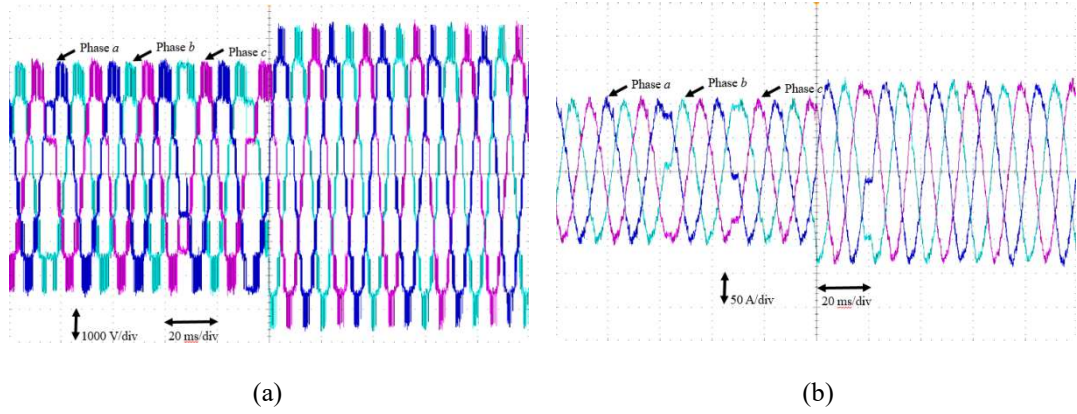 Phase a
Phase b
Phase c
1000 V/div
20 ms/div
Phase a
Phase b
Phase c
50 A/div
20 ms/div
(a)
(b)